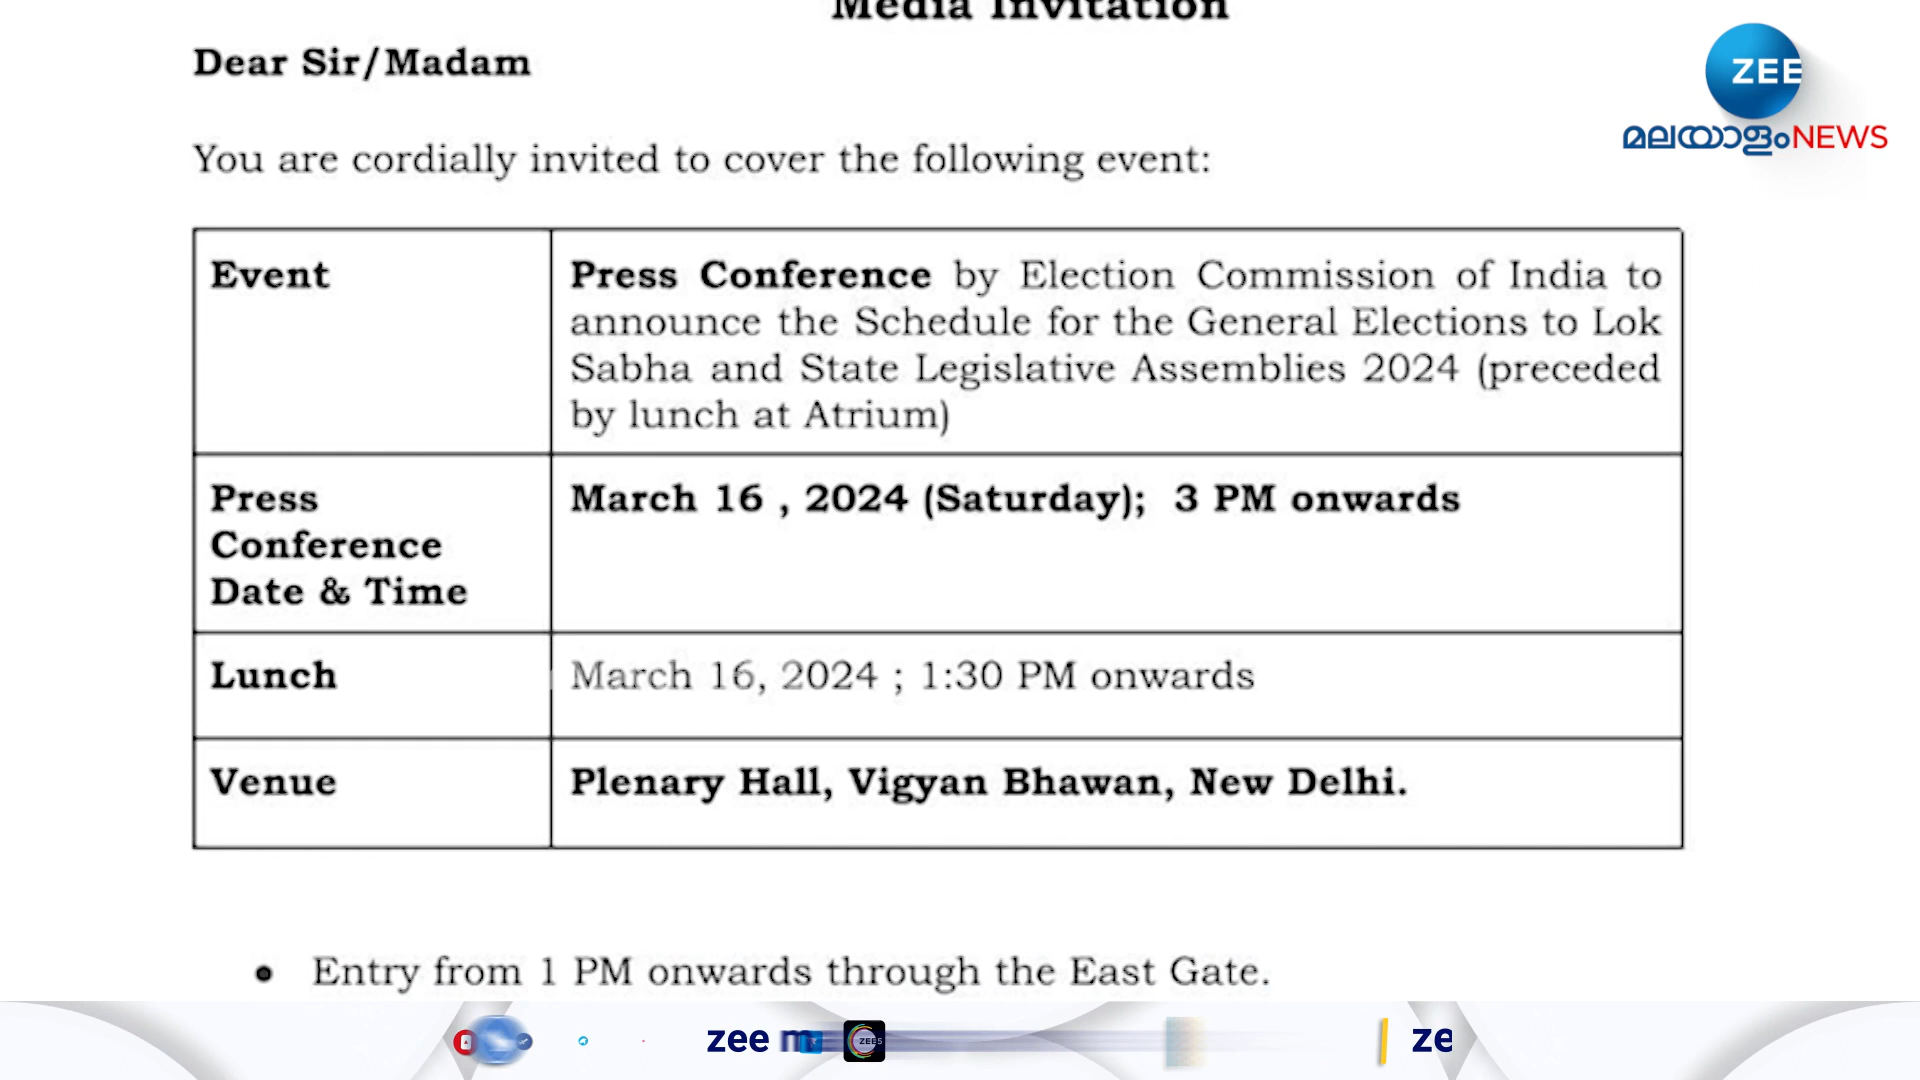 Media Invitation
Dear Sir/Madam
ZEE
മലയാളംNEWS
You are cordially invited to cover the following event:
Event
Press Conference by Election Commission of India to
announce the Schedule for the General Elections to Lok
Sabha and State Legislative Assemblies 2024 (preceded
by lunch at Atrium)
Press
Conference
Date & Time
March 16 , 2024 (Saturday); 3 PM onwards
Lunch
March 16, 2024 ; 1:30 PM onwards
Venue
Plenary Hall, Vigyan Bhawan, New Delhi.
• Entry from 1 PM onwards through the East Gate.
zee m
ZEE5
ze